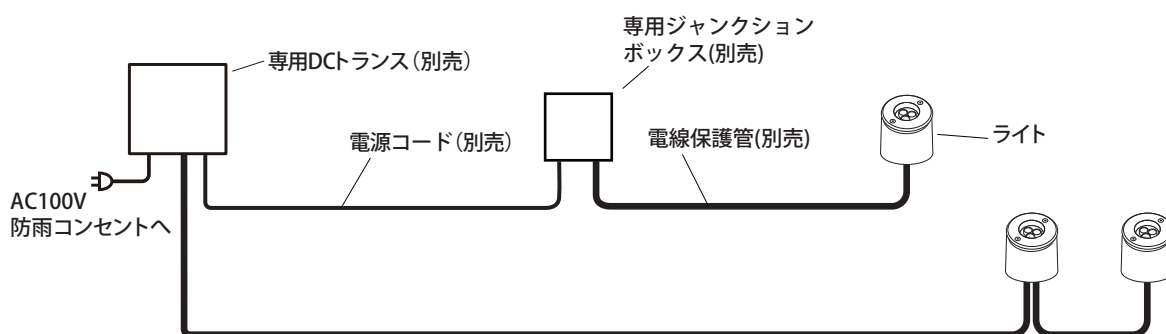 専用DCトランス（別売）
専用ジャンクション
ボックス(別売)
電源コード（別売）
電線保護管(別売)
ライト
AC100V
防雨コンセントへ